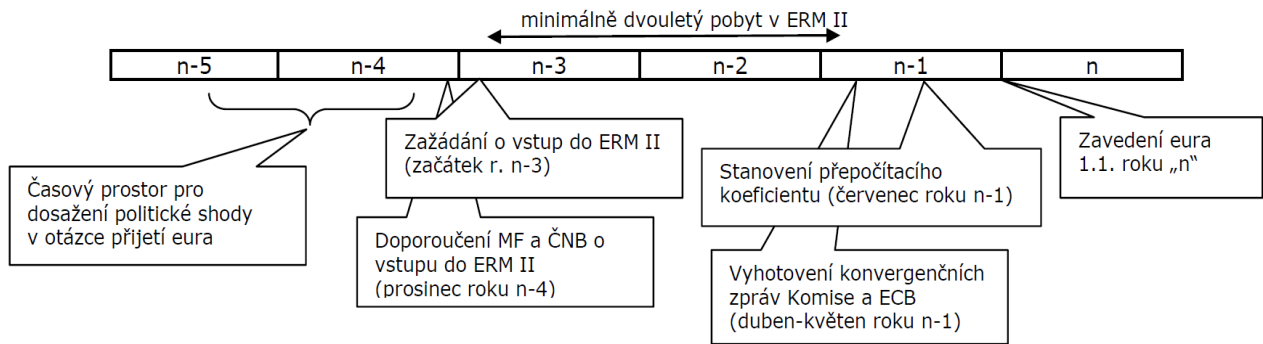 minimálně dvouletý pobyt v ERM II
n-5
n-4
n-3
n-2
n-1
n
Zažádání o vstup do ERM II
(začátek r. n-3)
Zavedení eura
1.1. roku „n”
Stanovení přepočítacího
koeficientu (červenec roku n-1)
Časový prostor pro
dosažení politické shody
v otázce přijetí eura
Doporoučení MF a ČNB o
vstupu do ERM II
(prosinec roku n-4)
Vyhotovení konvergenčních
zpráv Komise a ECB
(duben-květen roku n-1)